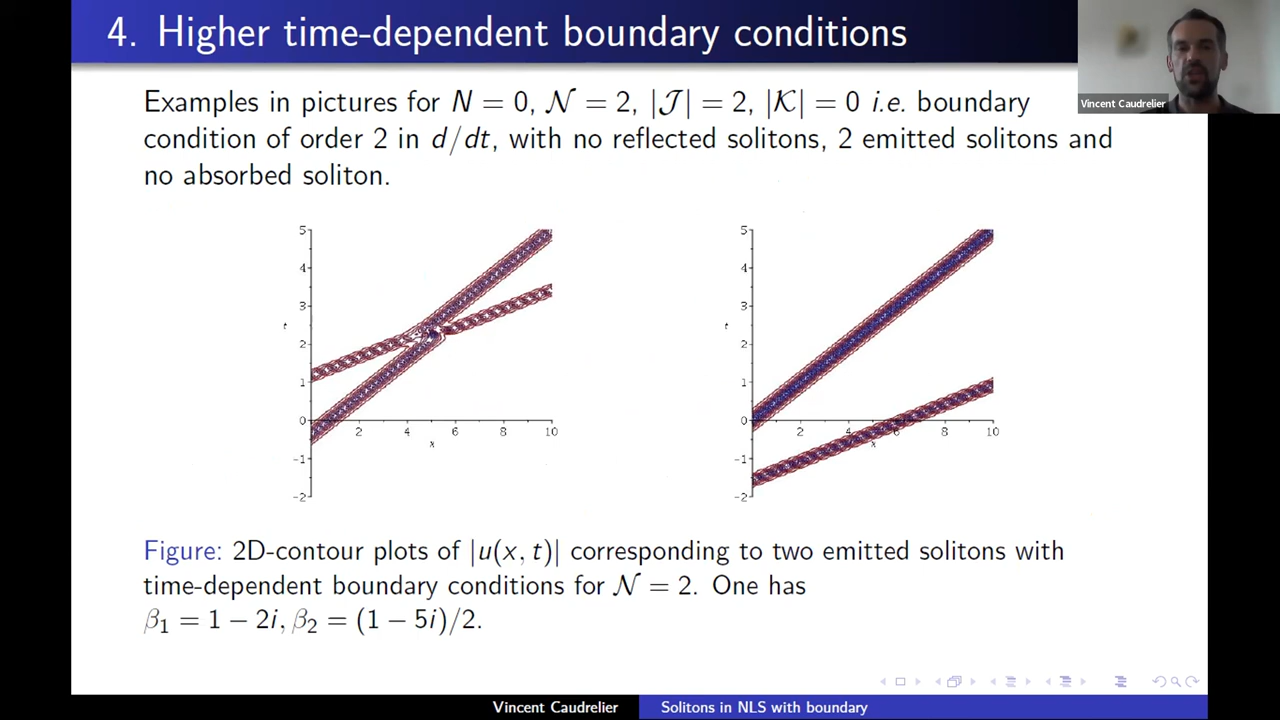 4. Higher time-dependent boundary conditions
Vincent Caudrelier
Examples in pictures for N = 0, 𝒩 = 2, |𝒥| = 2, |𝒦| = 0 i.e. boundary
condition of order 2 in d/dt, with no reflected solitons, 2 emitted solitons and
no absorbed soliton.
5
4
3
t
2
1
0
-1
-2
2 4 6 8 10
x
5
4
3
t
2
1
0
-1
-2
2 4 6 8 10
x
Figure: 2D-contour plots of |u(x, t)| corresponding to two emitted solitons with
time-dependent boundary conditions for 𝒩 = 2. One has
β₁ = 1 − 2i, β₂ = (1 − 5i)/2.
Vincent Caudrelier
Solitons in NLS with boundary